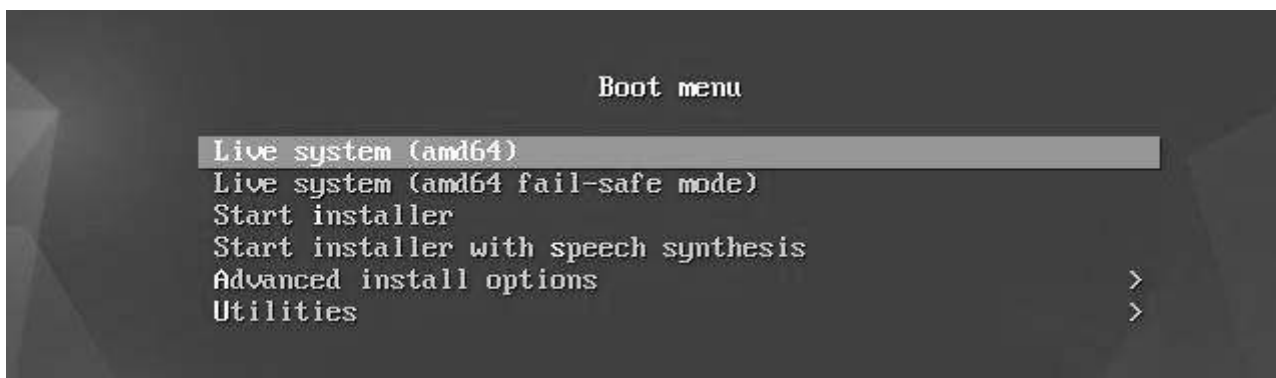 Boot menu
Live system (amd64)
Live system (amd64 fail-safe mode)
Start installer
Start installer with speech synthesis
Advanced install options >
Utilities >